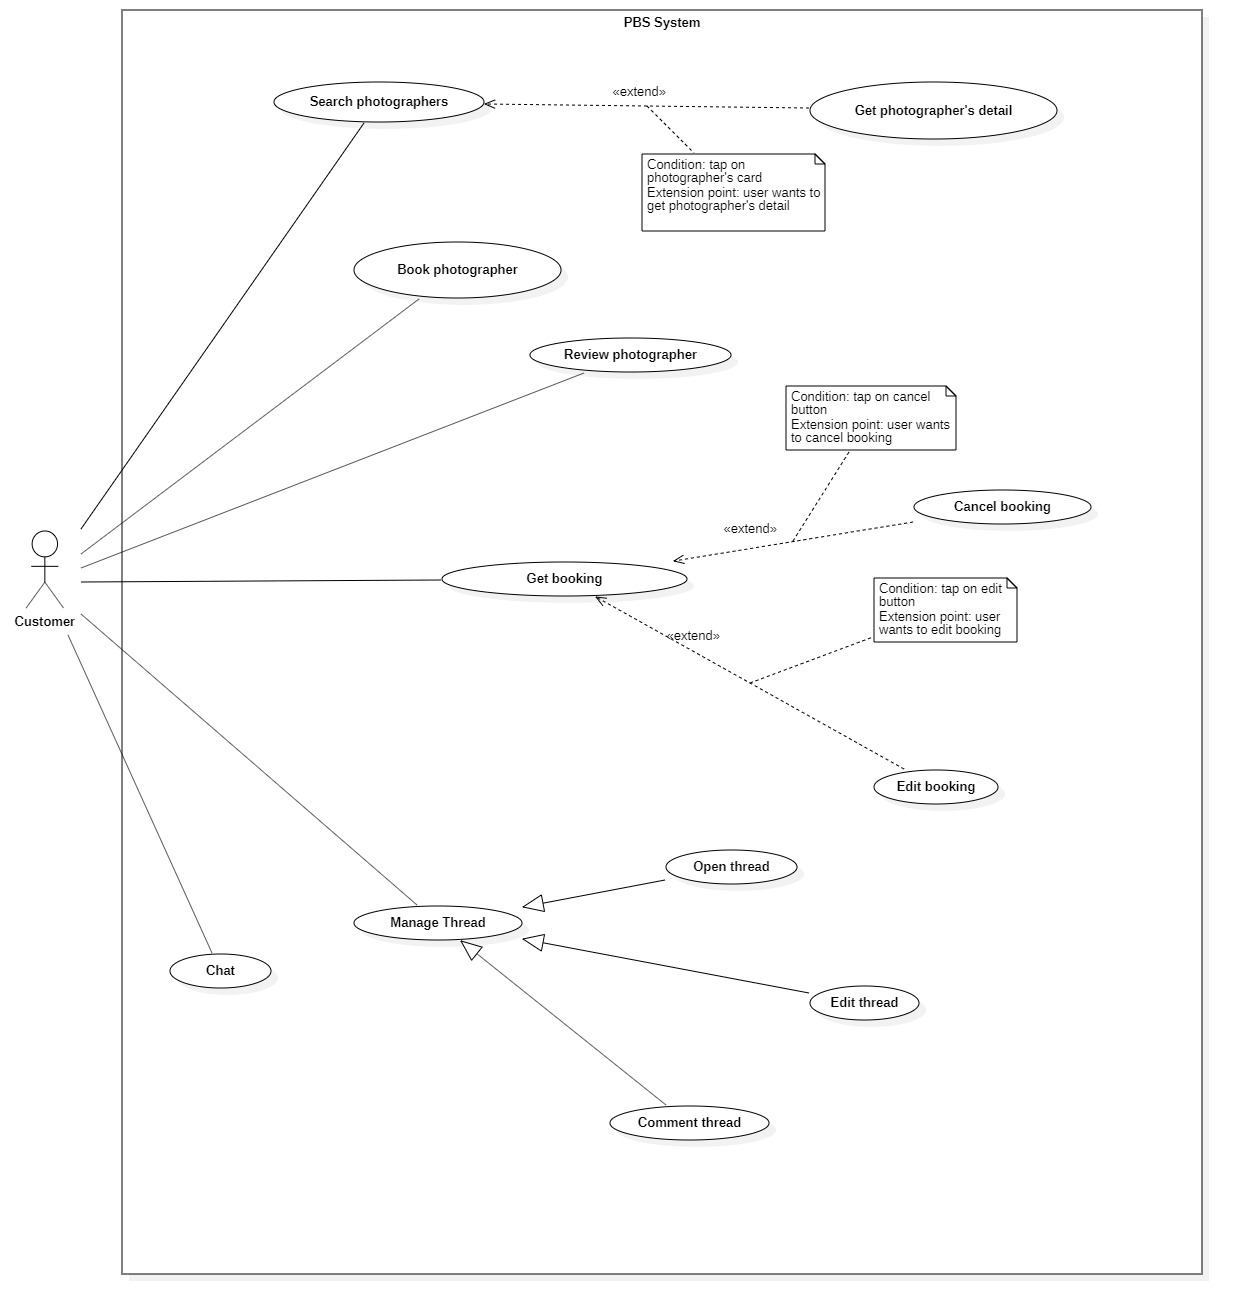 PBS System
Search photographers
«extend»
Get photographer's detail
Condition: tap on
photographer's card
Extension point: user wants to
get photographer's detail
Book photographer
Review photographer
Condition: tap on cancel
button
Extension point: user wants
to cancel booking
Cancel booking
«extend»
Get booking
Condition: tap on edit
button
Extension point: user
wants to edit booking
Customer
«extend»
Edit booking
Open thread
Manage Thread
Chat
Edit thread
Comment thread